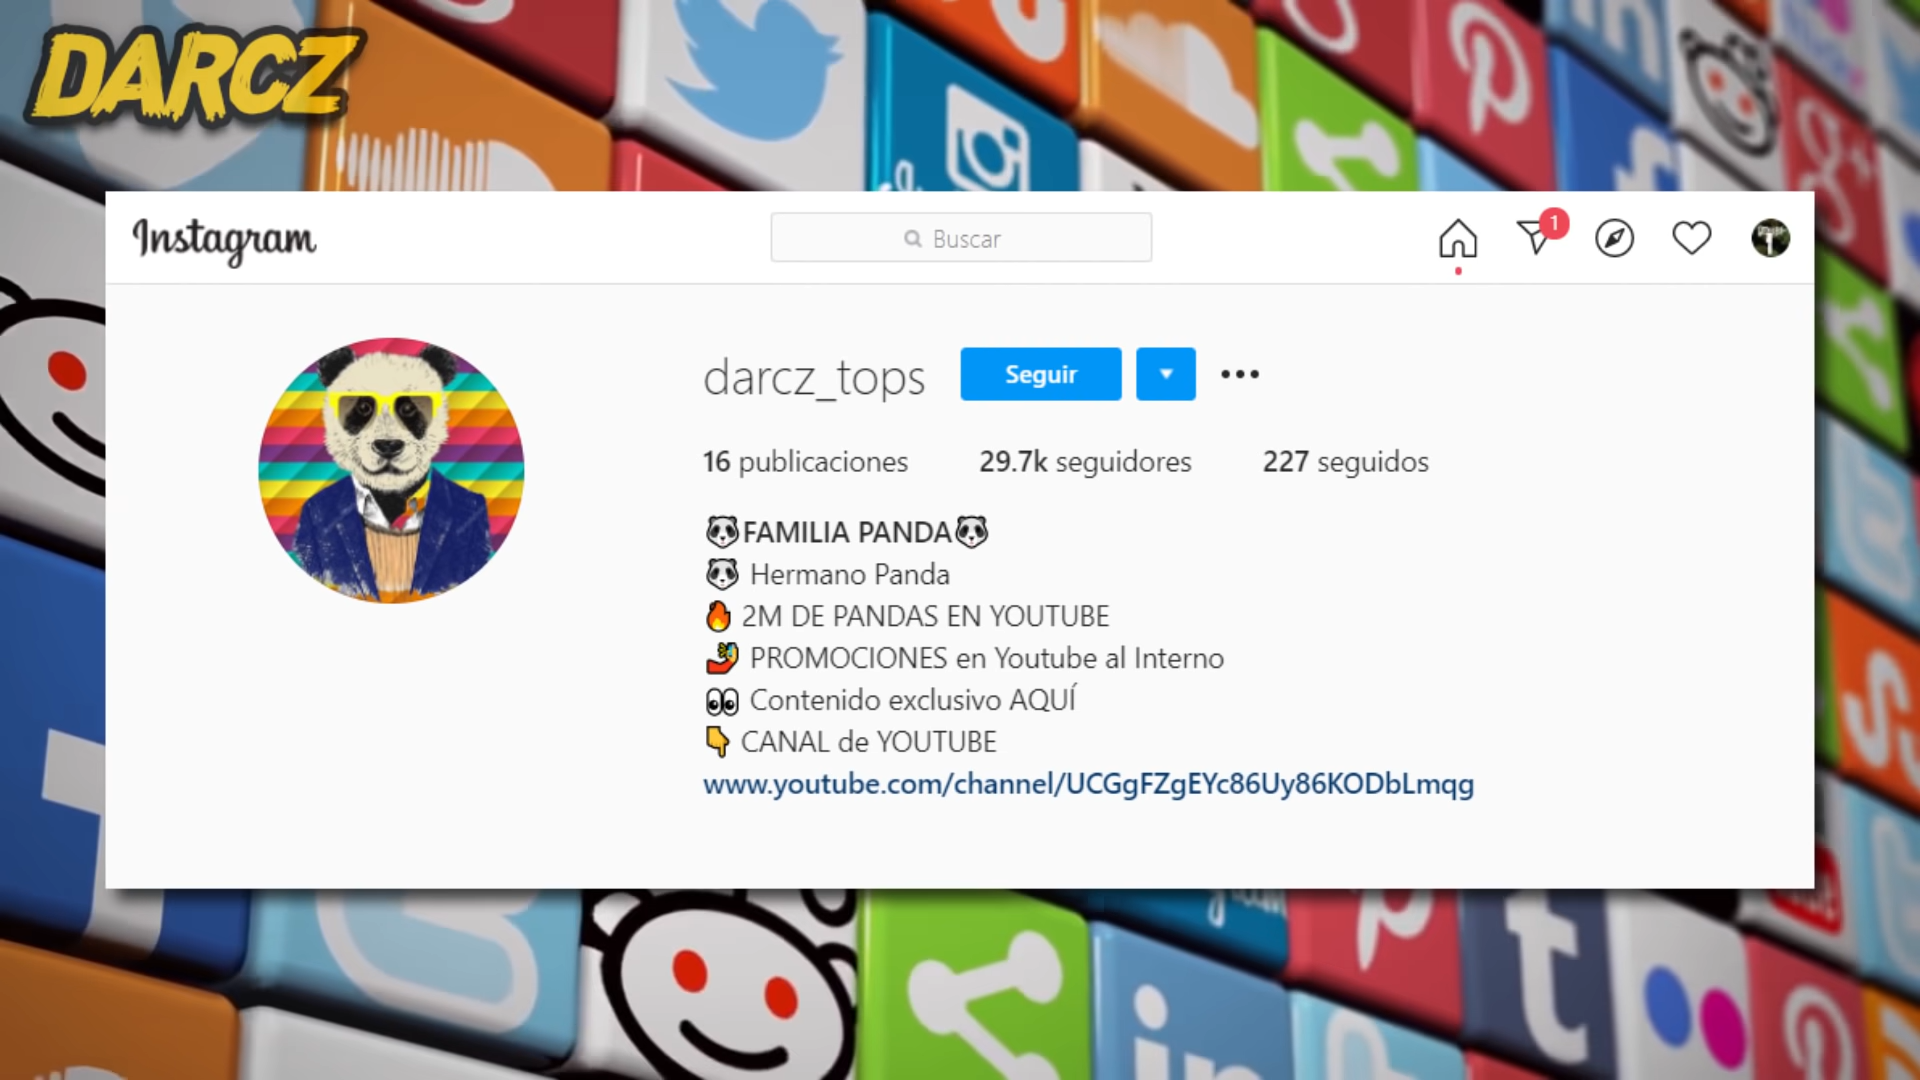 DARCZ
Instagram
Buscar
1
darcz_tops
Seguir
16 publicaciones 29.7k seguidores 227 seguidos
🐼FAMILIA PANDA🐼
🐼 Hermano Panda
🔥 2M DE PANDAS EN YOUTUBE
🤳 PROMOCIONES en Youtube al Interno
👀 Contenido exclusivo AQUÍ
👇 CANAL de YOUTUBE
www.youtube.com/channel/UCGgFZgEYc86Uy86KODbLmqg
in